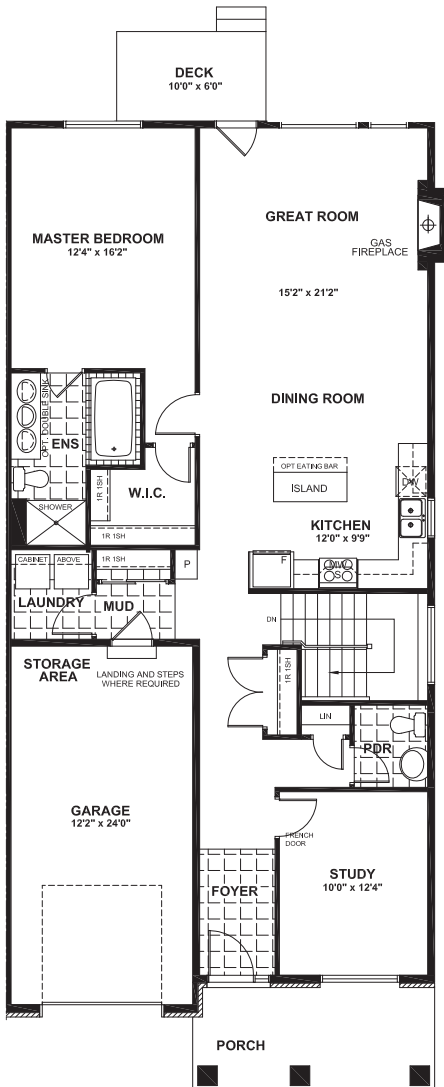 DECK
10'0" x 6'0"
GREAT ROOM
MASTER BEDROOM
12'4" x 16'2"
GAS
FIREPLACE
15'2" x 21'2"
DINING ROOM
OPT. DOUBLE SINK
ENS
OPT EATING BAR
ISLAND
DW
W.I.C.
1R 1SH
SHOWER
1R 1SH
KITCHEN
12'0" x 9'9"
CABINET
ABOVE
1R 1SH
P
F
LAUNDRY
MUD
DN
STORAGE
AREA
LANDING AND STEPS
WHERE REQUIRED
1R 1SH
LIN
PDR
GARAGE
12'2" x 24'0"
FRENCH
DOOR
STUDY
10'0" x 12'4"
FOYER
PORCH